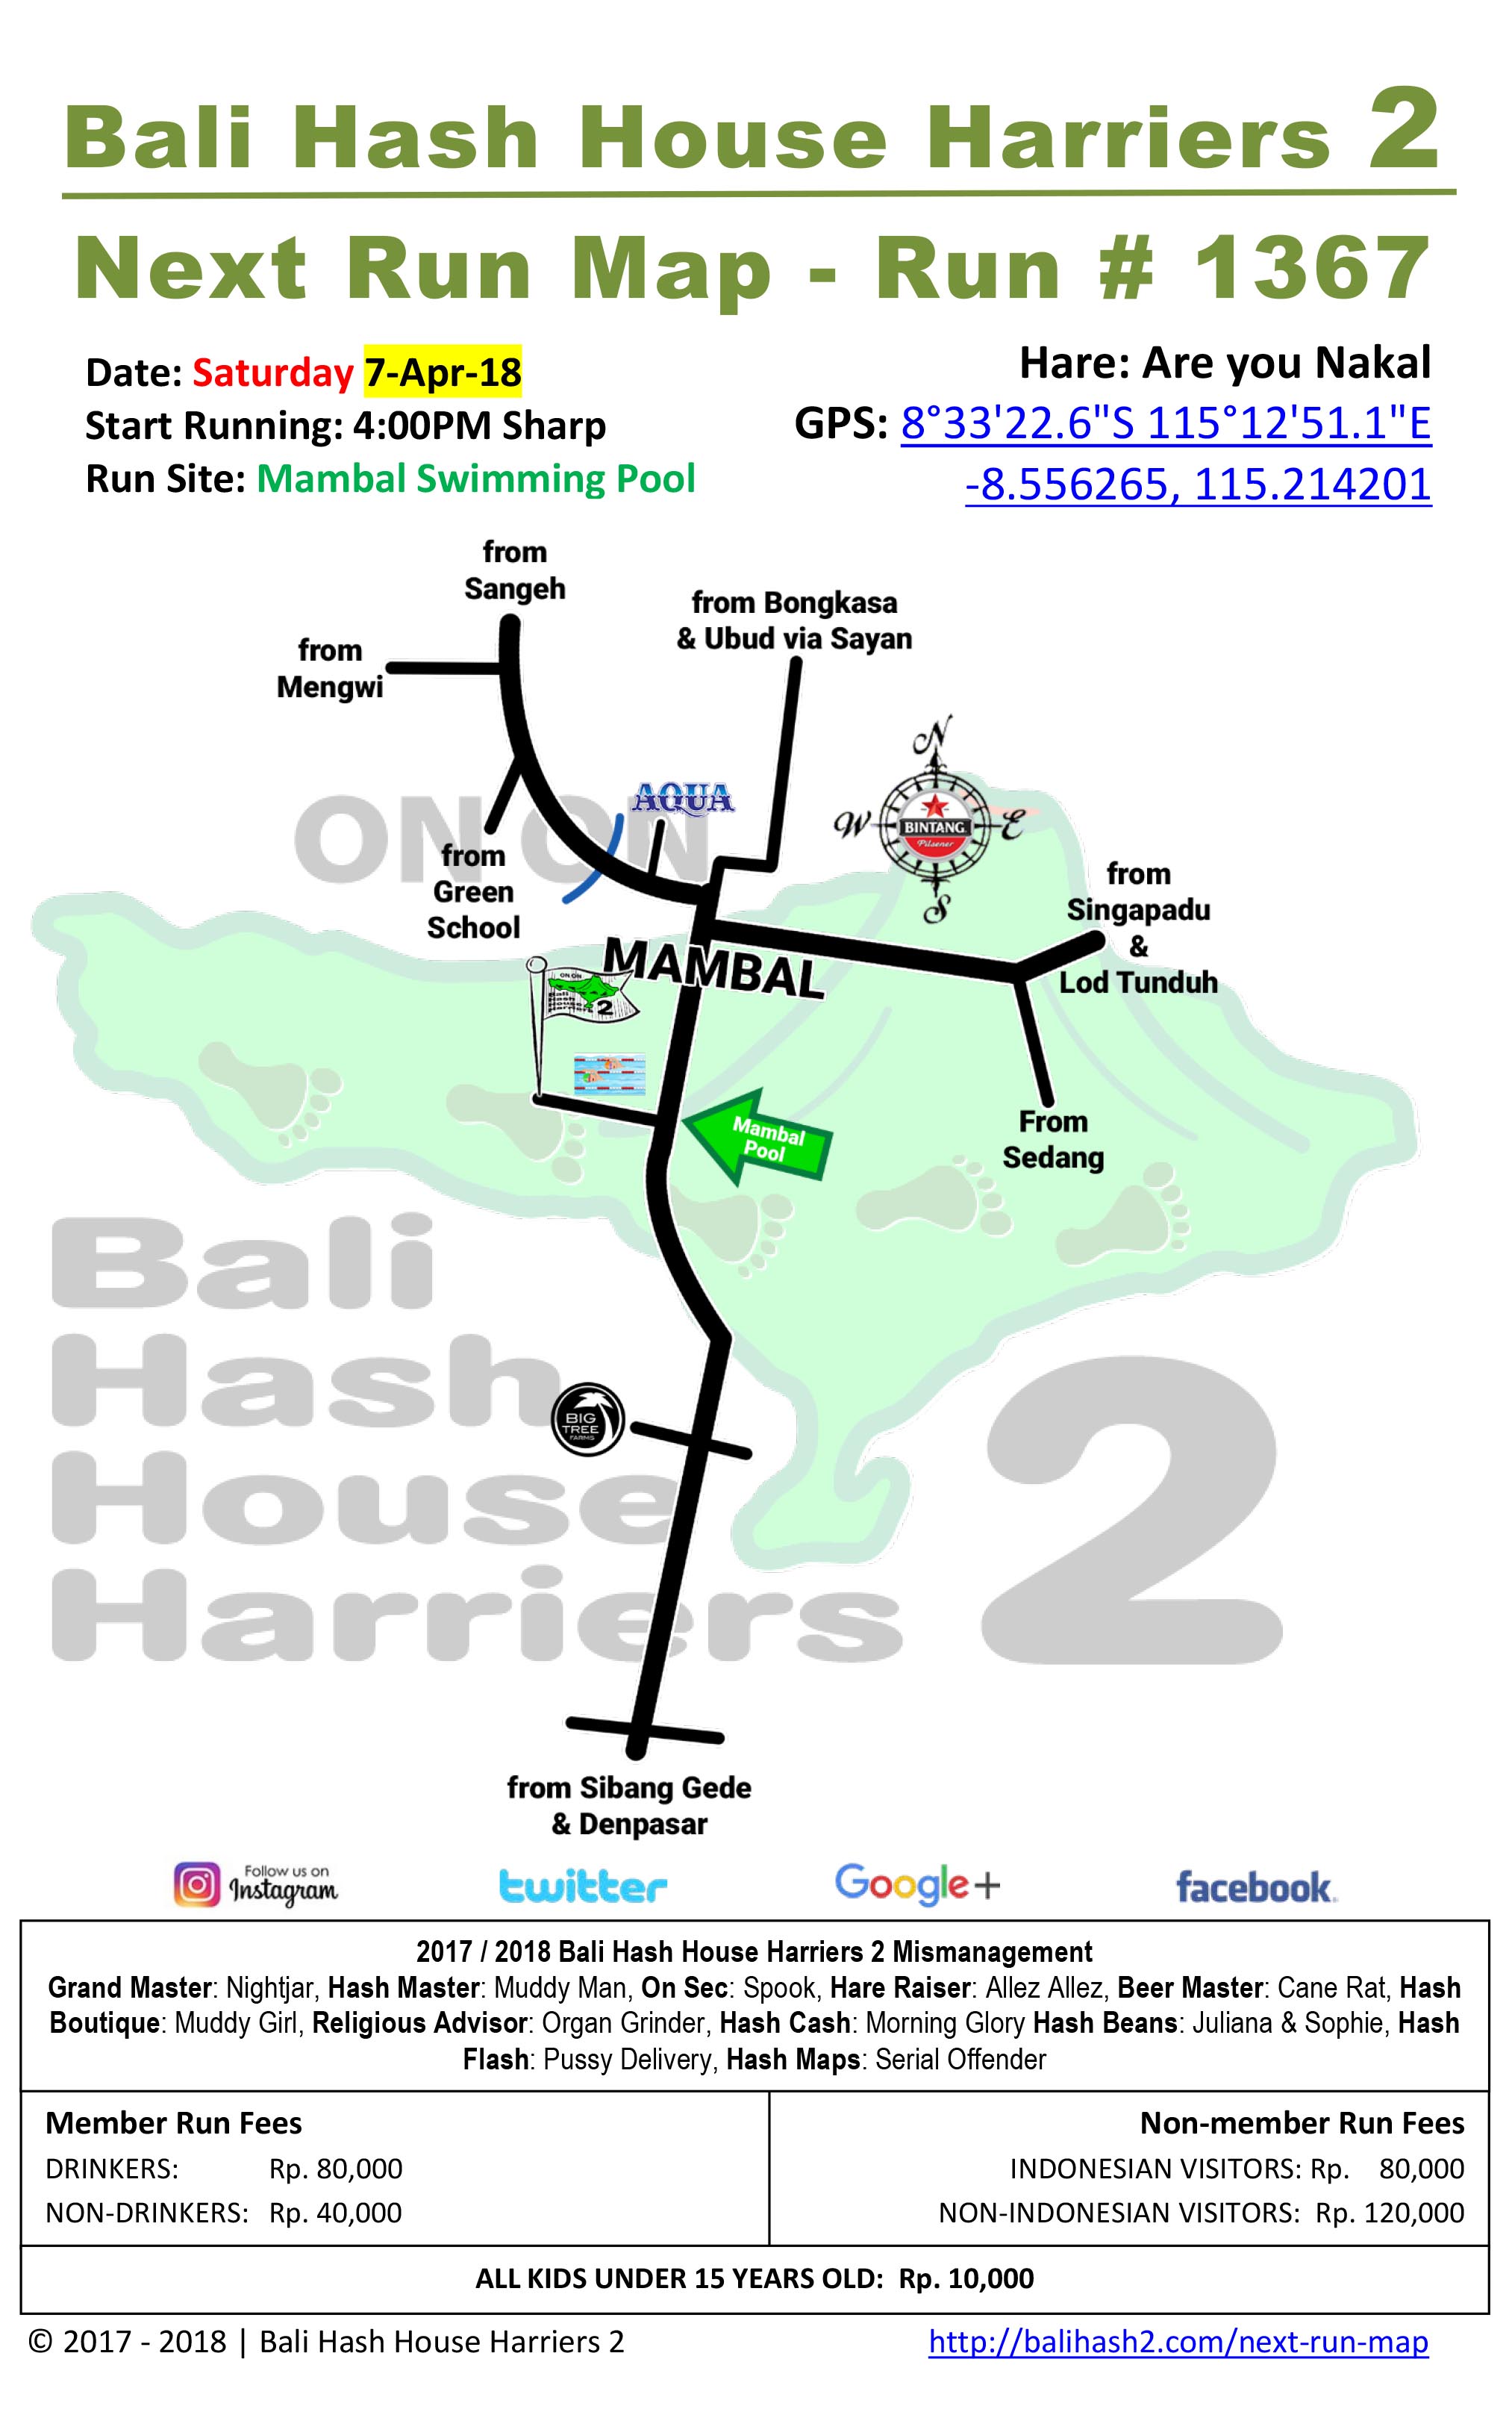 Bali Hash House Harriers 2
Next Run Map - Run # 1367
Date: Saturday 7-Apr-18
Start Running: 4:00PM Sharp
Run Site: Mambal Swimming Pool
Hare: Are you Nakal
GPS: 8°33'22.6"S 115°12'51.1"E
-8.556265, 115.214201
from
Sangeh
from Bongkasa
& Ubud via Sayan
from
Mengwi
N
W
E
S
BINTANG
Pilsener
AQUA
ON ON
from
Green
School
from
Singapadu
&
Lod Tunduh
MAMBAL
ON ON
Bali
Hash
House
Harriers 2
Mambal
Pool
From
Sedang
Bali
Hash
House
Harriers 2
BIG
TREE
FARMS
from Sibang Gede
& Denpasar
Follow us on
Instagram
twitter
Google+
facebook
2017 / 2018 Bali Hash House Harriers 2 Mismanagement
Grand Master: Nightjar, Hash Master: Muddy Man, On Sec: Spook, Hare Raiser: Allez Allez, Beer Master: Cane Rat, Hash
Boutique: Muddy Girl, Religious Advisor: Organ Grinder, Hash Cash: Morning Glory Hash Beans: Juliana & Sophie, Hash
Flash: Pussy Delivery, Hash Maps: Serial Offender
Member Run Fees
DRINKERS: Rp. 80,000
NON-DRINKERS: Rp. 40,000
Non-member Run Fees
INDONESIAN VISITORS: Rp. 80,000
NON-INDONESIAN VISITORS: Rp. 120,000
ALL KIDS UNDER 15 YEARS OLD: Rp. 10,000
© 2017 - 2018 | Bali Hash House Harriers 2
http://balihash2.com/next-run-map